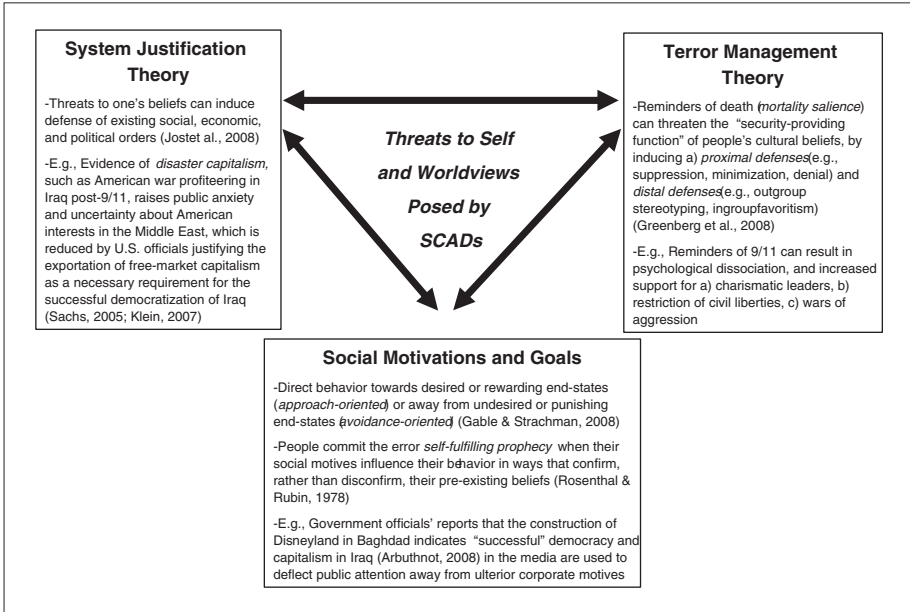 System Justification
Theory
-Threats to one's beliefs can induce
defense of existing social, economic,
and political orders (Jostet al., 2008)
-E.g., Evidence of disaster capitalism,
such as American war profiteering in
Iraq post-9/11, raises public anxiety
and uncertainty about American
interests in the Middle East, which is
reduced by U.S. officials justifying the
exportation of free-market capitalism
as a necessary requirement for the
successful democratization of Iraq
(Sachs, 2005; Klein, 2007)
Threats to Self
and Worldviews
Posed by
SCADs
Terror Management
Theory
-Reminders of death (mortality salience)
can threaten the “security-providing
function” of people's cultural beliefs, by
inducing a) proximal defenses(e.g.,
suppression, minimization, denial) and
distal defenses(e.g., outgroup
stereotyping, ingroupfavoritism)
(Greenberg et al., 2008)
-E.g., Reminders of 9/11 can result in
psychological dissociation, and increased
support for a) charismatic leaders, b)
restriction of civil liberties, c) wars of
aggression
Social Motivations and Goals
-Direct behavior towards desired or rewarding end-states
(approach-oriented) or away from undesired or punishing
end-states (avoidance-oriented) (Gable & Strachman, 2008)
-People commit the error self-fulfilling prophecy when their
social motives influence their behavior in ways that confirm,
rather than disconfirm, their pre-existing beliefs (Rosenthal &
Rubin, 1978)
-E.g., Government officials' reports that the construction of
Disneyland in Baghdad indicates “successful” democracy and
capitalism in Iraq (Arbuthnot, 2008) in the media are used to
deflect public attention away from ulterior corporate motives